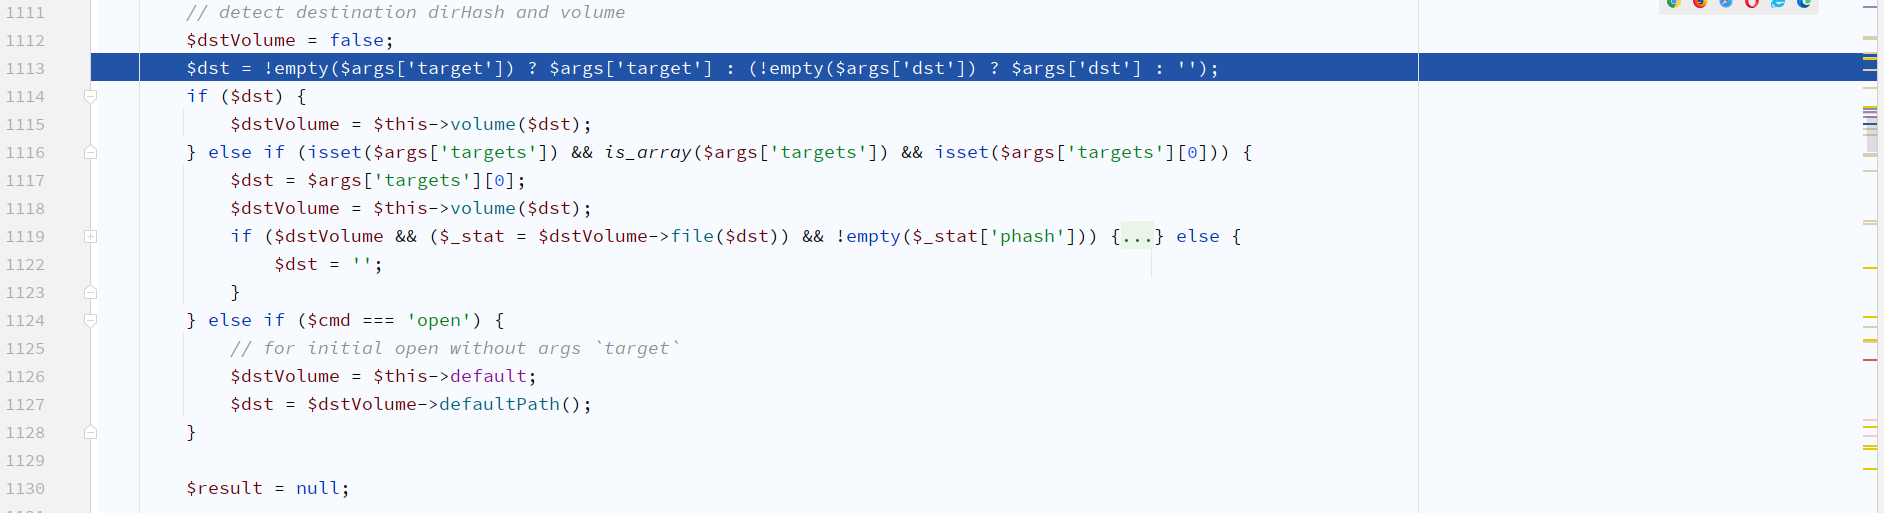 1111 // detect destination dirHash and volume
1112 $dstVolume = false;
1113 $dst = !empty($args['target']) ? $args['target'] : (!empty($args['dst']) ? $args['dst'] : '');
1114 if ($dst) {
1115 $dstVolume = $this->volume($dst);
1116 } else if (isset($args['targets']) && is_array($args['targets']) && isset($args['targets'][0])) {
1117 $dst = $args['targets'][0];
1118 $dstVolume = $this->volume($dst);
1119 if ($dstVolume && ($_stat = $dstVolume->file($dst)) && !empty($_stat['phash'])) {...} else {
1122 $dst = '';
1123 }
1124 } else if ($cmd === 'open') {
1125 // for initial open without args `target`
1126 $dstVolume = $this->default;
1127 $dst = $dstVolume->defaultPath();
1128 }
1129
1130 $result = null;